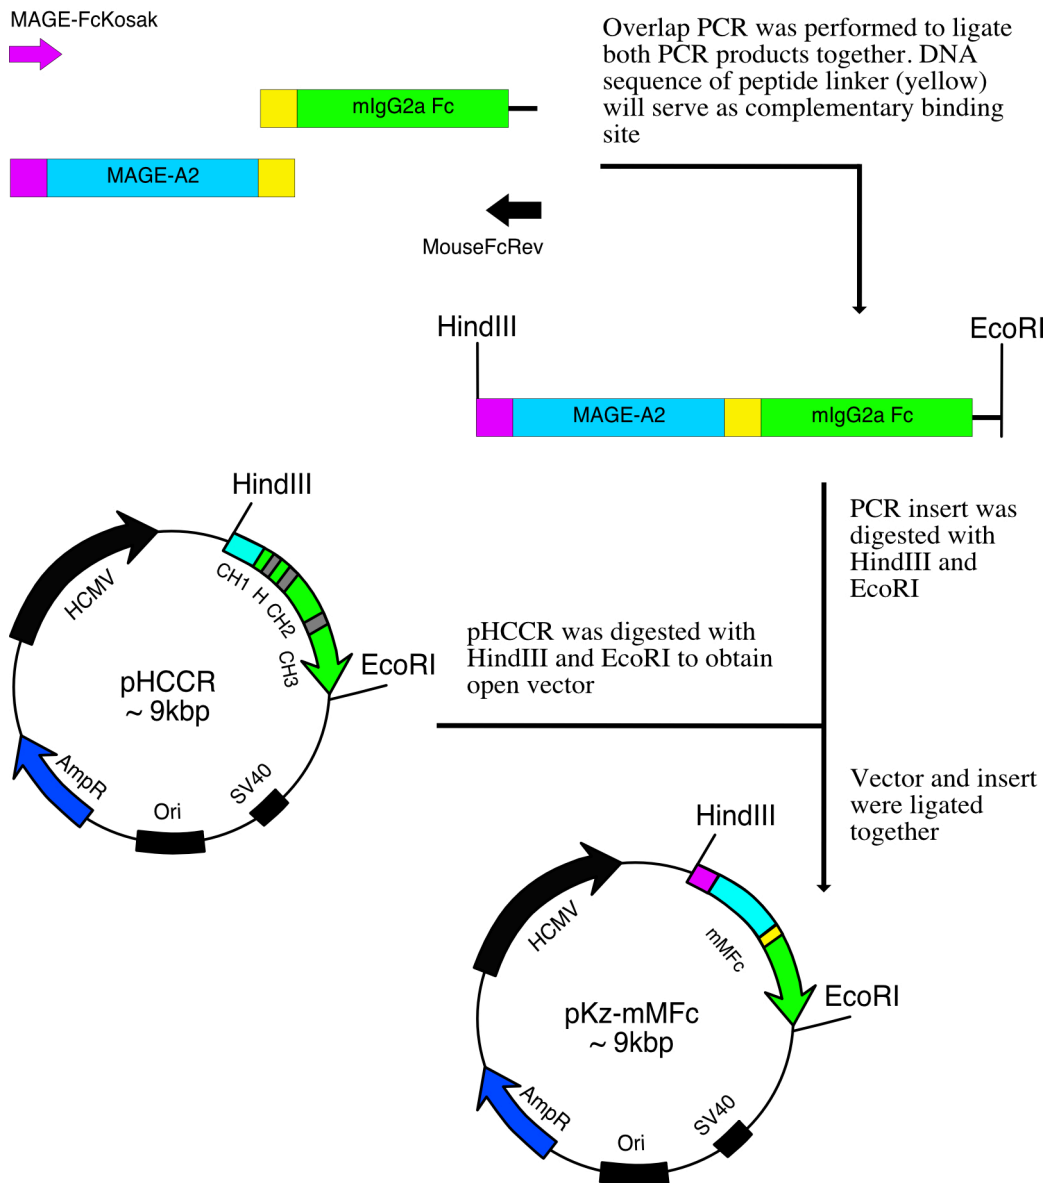 MAGE-FcKosak
Overlap PCR was performed to ligate
both PCR products together. DNA
sequence of peptide linker (yellow)
will serve as complementary binding
site
mIgG2a Fc
MAGE-A2
MouseFcRev
HindIII
EcoRI
MAGE-A2
mIgG2a Fc
PCR insert was
digested with
HindIII and
EcoRI
HindIII
HCMV
CH1
H
CH2
CH3
EcoRI
pHCCR
~ 9kbp
AmpR
Ori
SV40
pHCCR was digested with
HindIII and EcoRI to obtain
open vector
Vector and insert
were ligated
together
HindIII
HCMV
mMFc
EcoRI
pKz-mMFc
~ 9kbp
AmpR
Ori
SV40